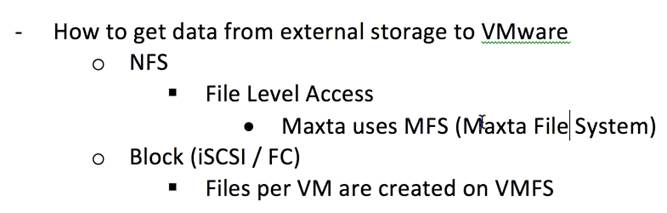 - How to get data from external storage to VMware
o NFS
▪ File Level Access
• Maxta uses MFS (Maxta File System)
o Block (iSCSI / FC)
▪ Files per VM are created on VMFS